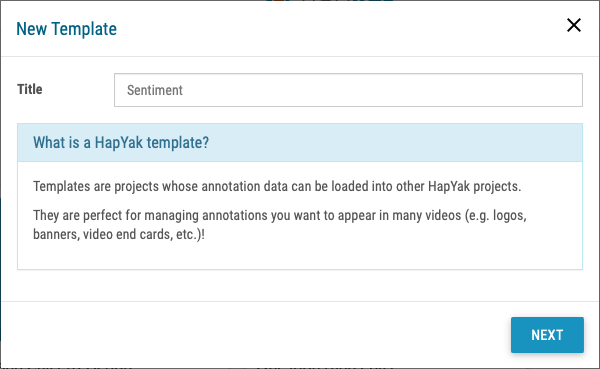 New Template
Title
Sentiment
What is a HapYak template?
Templates are projects whose annotation data can be loaded into other HapYak projects.
They are perfect for managing annotations you want to appear in many videos (e.g. logos,
banners, video end cards, etc.)!
NEXT